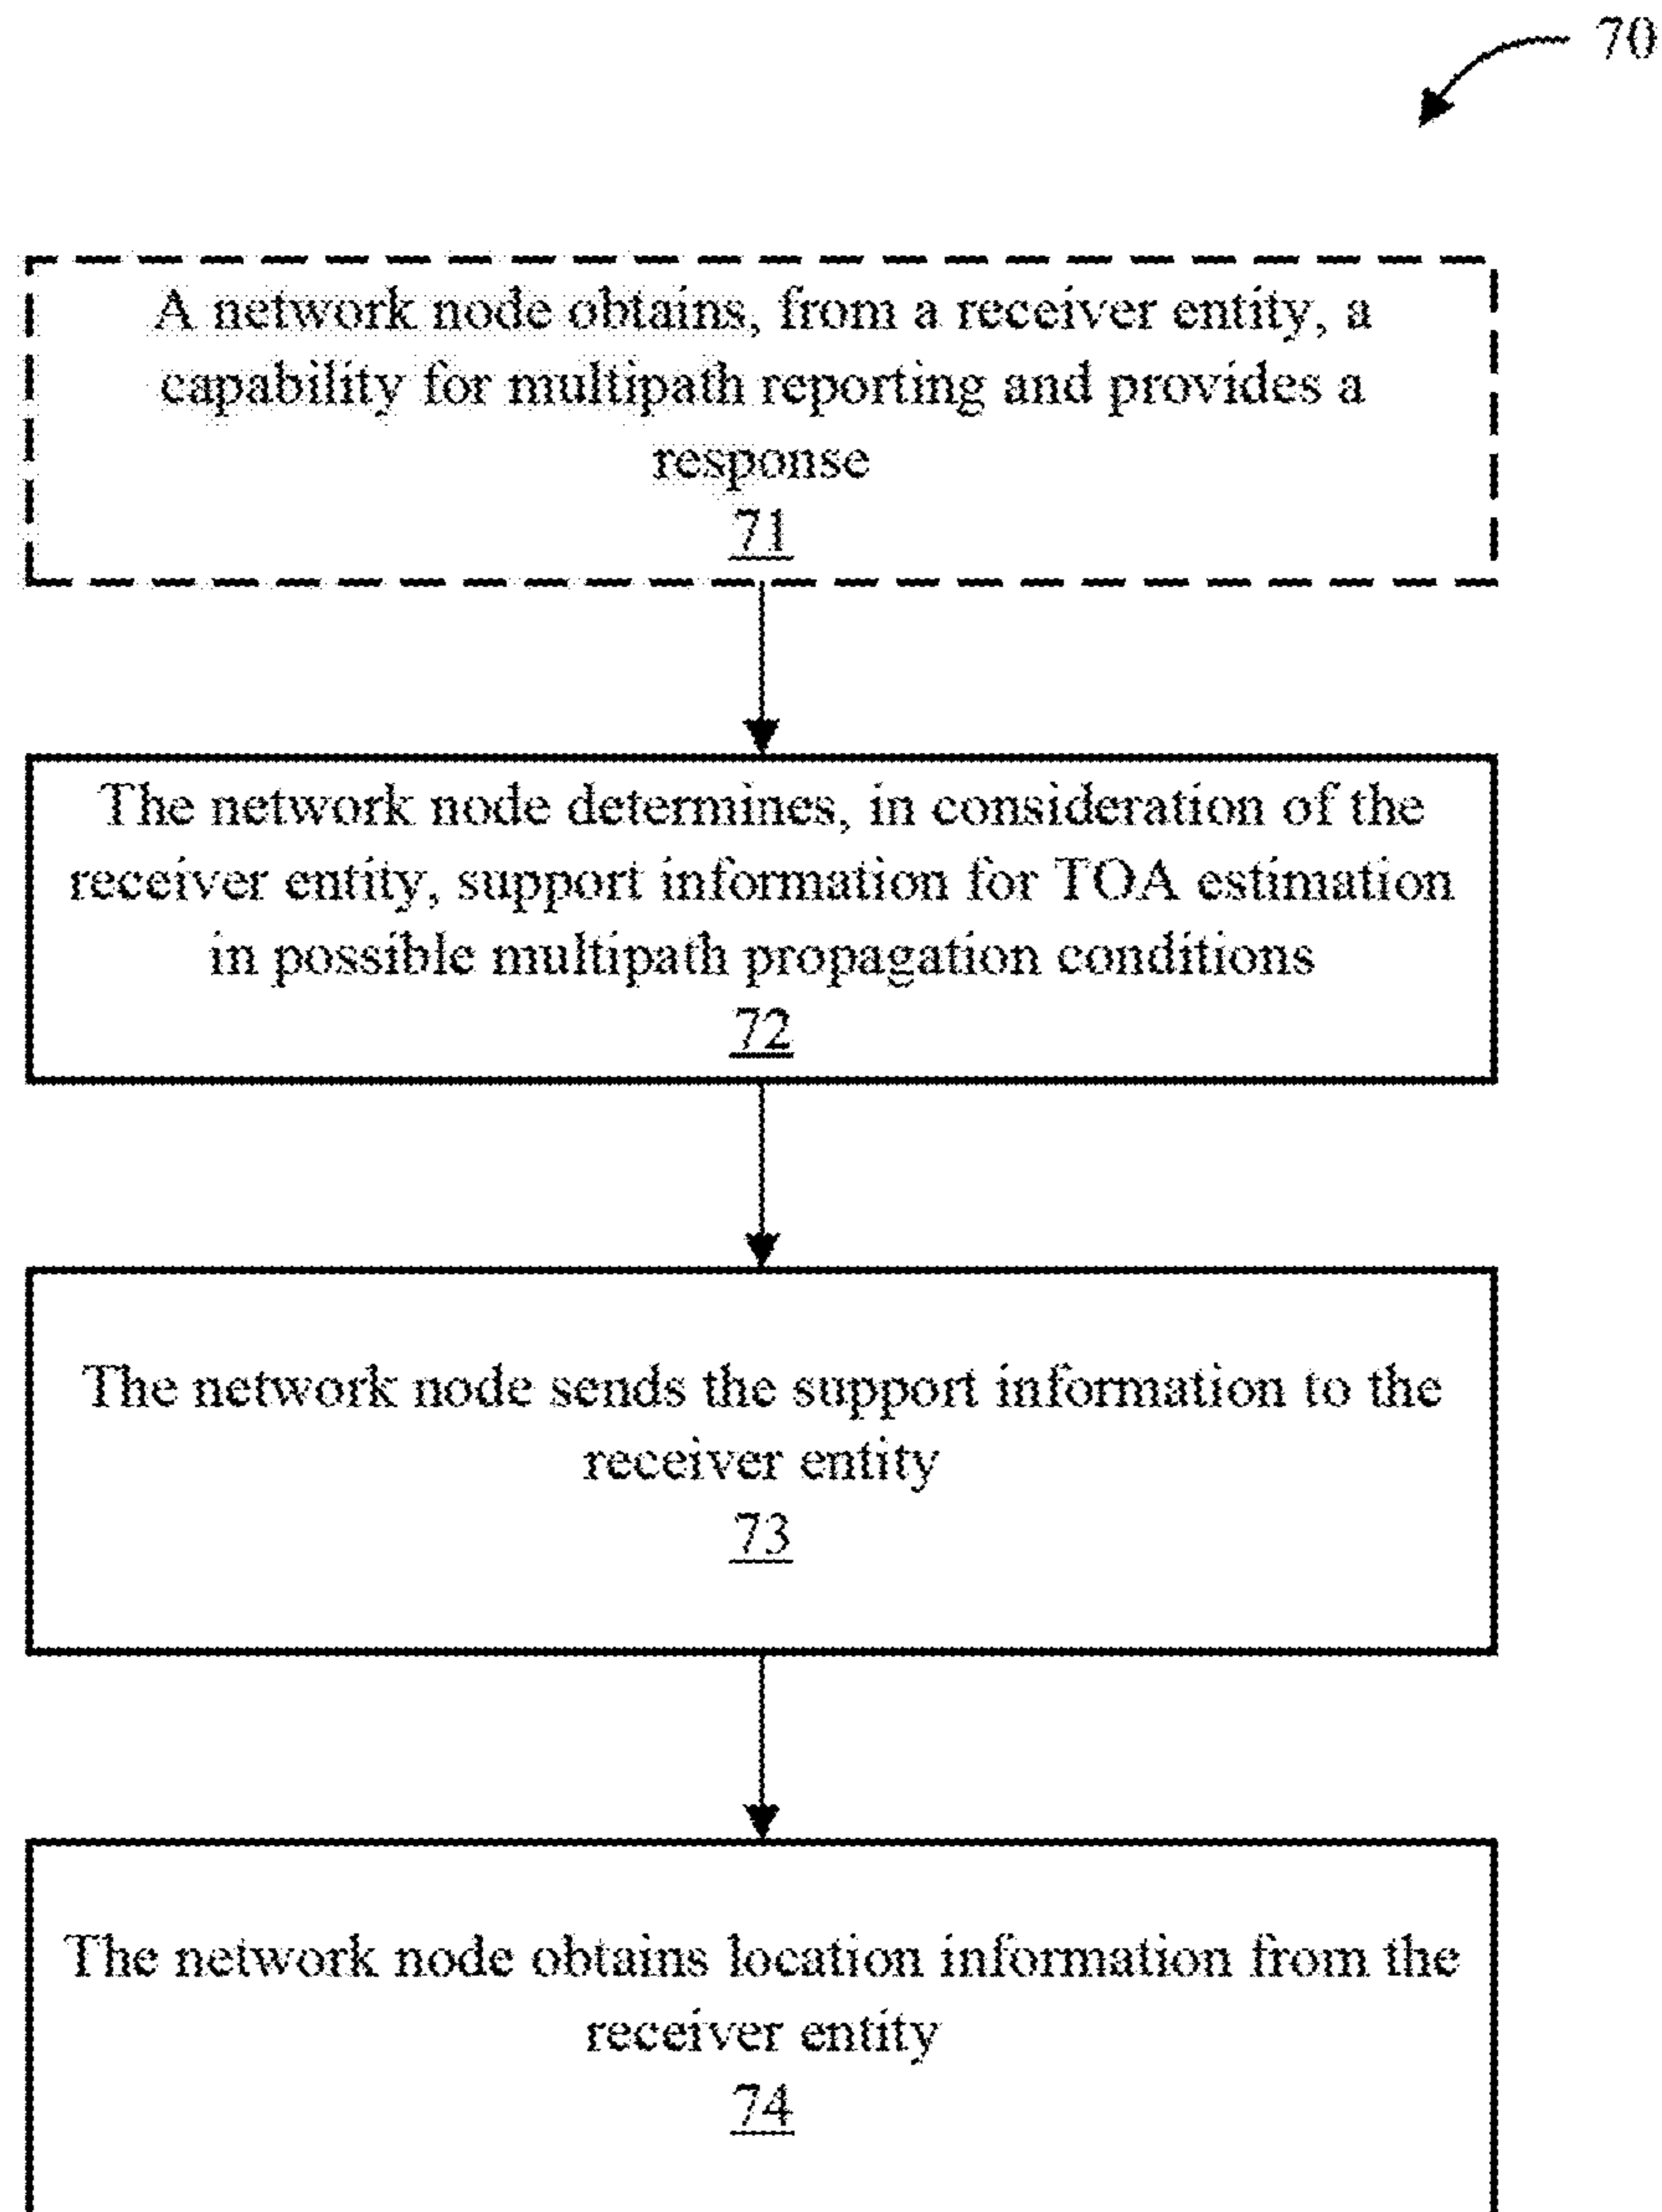 70
A network node obtains, from a receiver entity, a
capability for multipath reporting and provides a
response
71
The network node determines, in consideration of the
receiver entity, support information for TOA estimation
in possible multipath propagation conditions
72
The network node sends the support information to the
receiver entity
73
The network node obtains location information from the
receiver entity
74